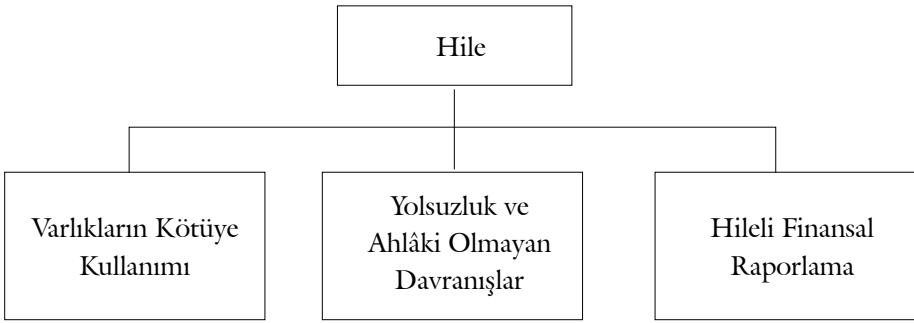 Hile
Varlıkların Kötüye
Kullanımı
Yolsuzluk ve
Ahlâki Olmayan
Davranışlar
Hileli Finansal
Raporlama